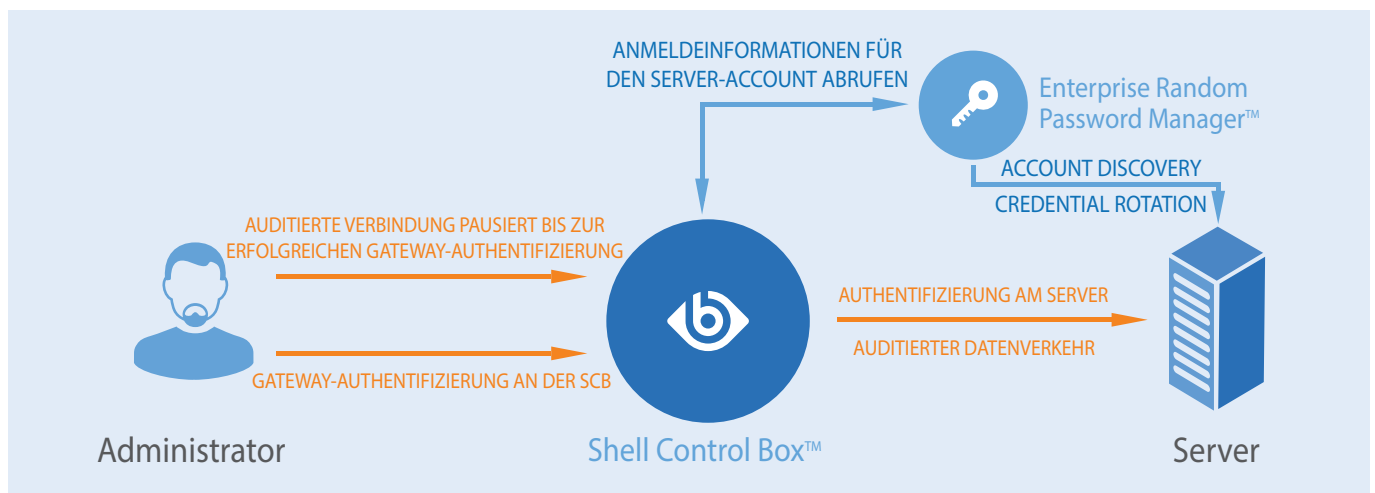 ANMELDEINFORMATIONEN FÜR
DEN SERVER-ACCOUNT ABRUFEN
Enterprise Random
Password Manager™
ACCOUNT DISCOVERY
CREDENTIAL ROTATION
AUDITIERTE VERBINDUNG PAUSIERT BIS ZUR
ERFOLGREICHEN GATEWAY-AUTHENTIFIZIERUNG
GATEWAY-AUTHENTIFIZIERUNG AN DER SCB
AUTHENTIFIZIERUNG AM SERVER
AUDITIERTER DATENVERKEHR
Administrator
Shell Control Box™
Server